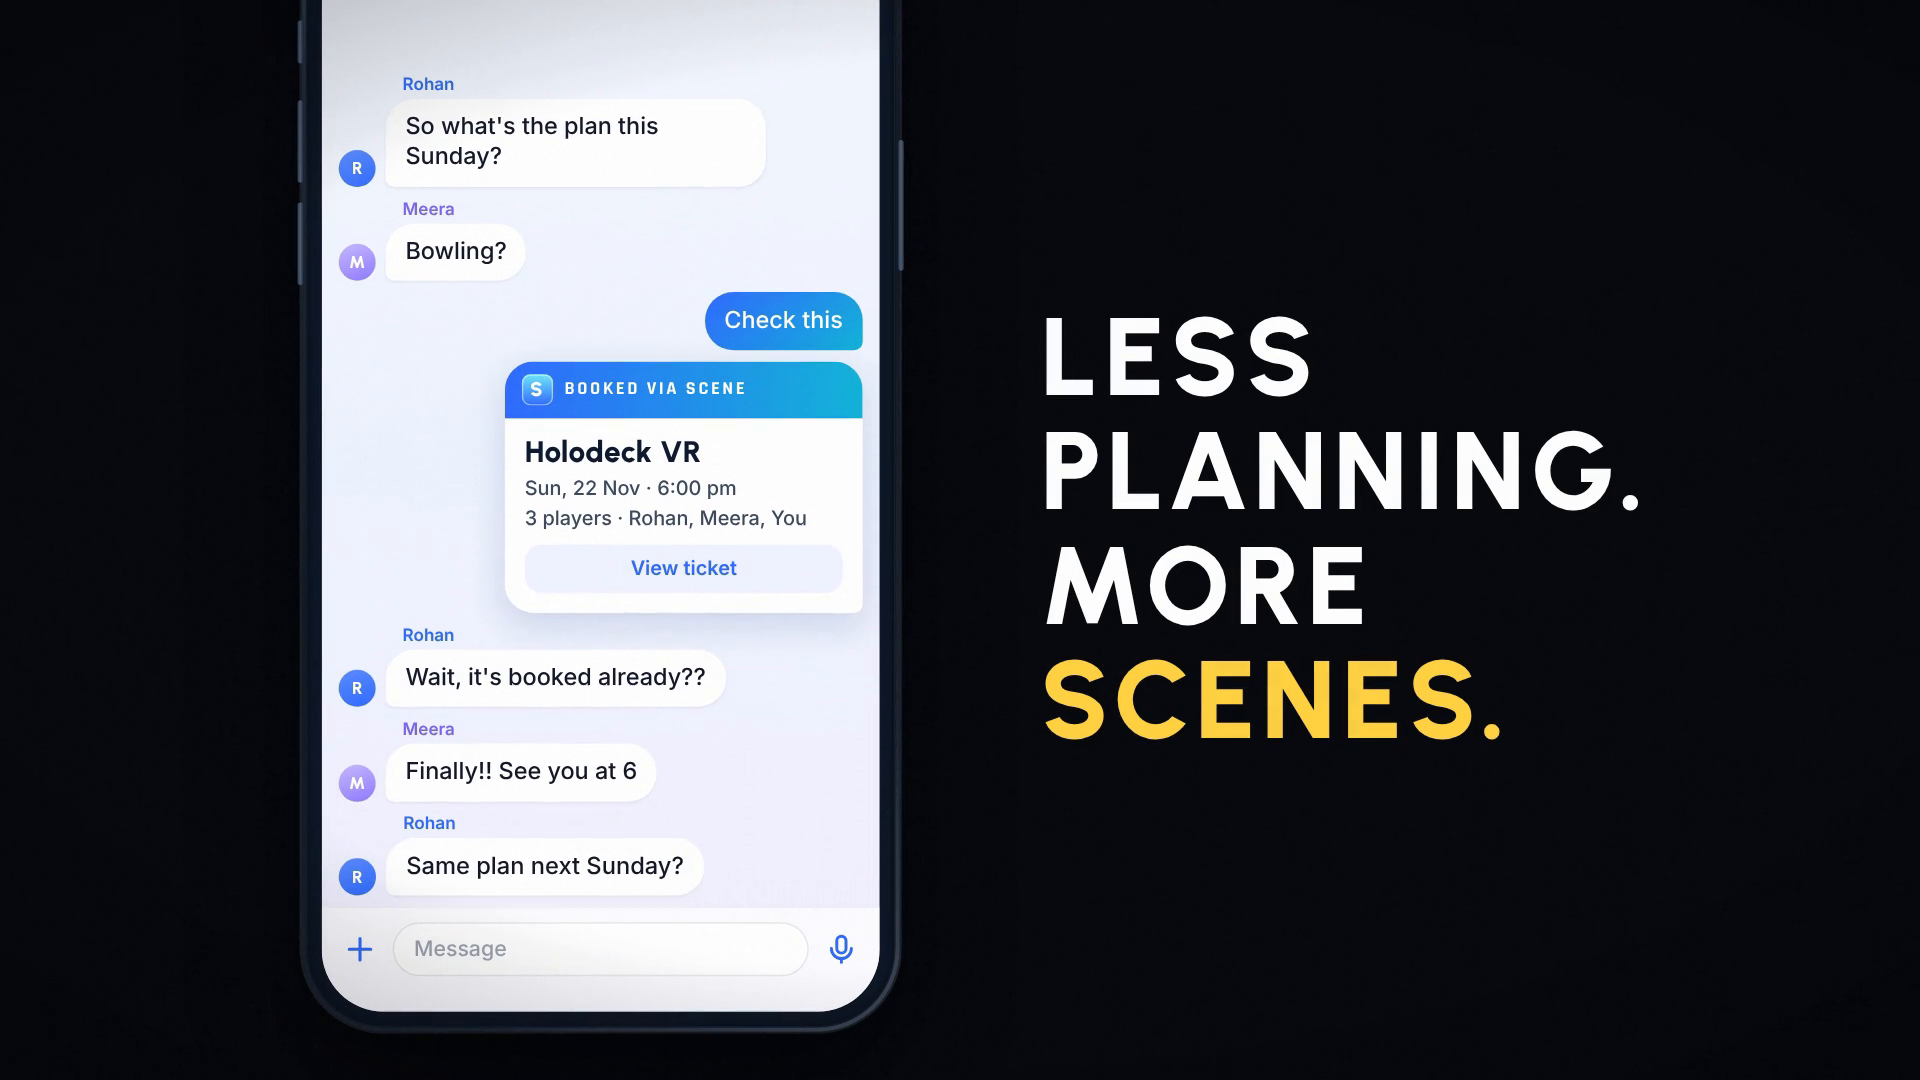 Rohan
So what's the plan this
Sunday?
R
Meera
Bowling?
M
Check this
S BOOKED VIA SCENE
Holodeck VR
Sun, 22 Nov · 6:00 pm
3 players · Rohan, Meera, You
View ticket
Rohan
Wait, it's booked already??
R
Meera
Finally!! See you at 6
M
Rohan
Same plan next Sunday?
R
Message
LESS
PLANNING.
MORE
SCENES.